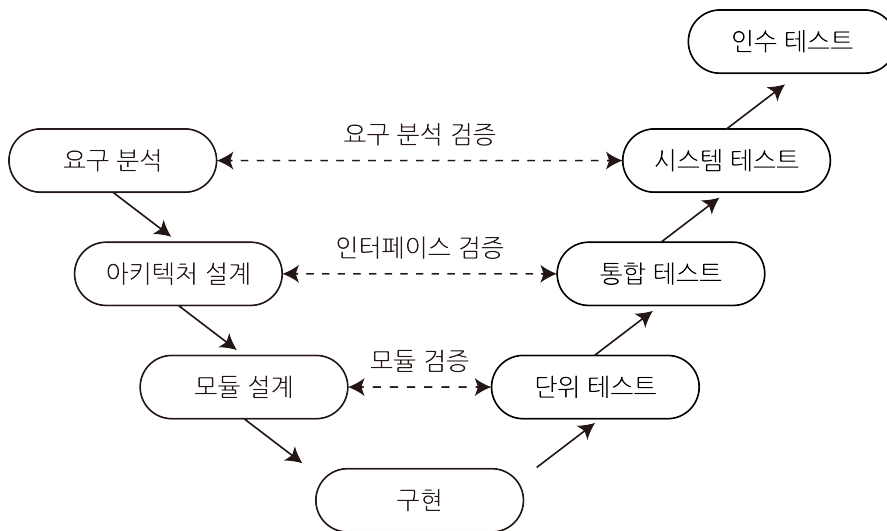 인수 테스트
요구 분석 검증
요구 분석
시스템 테스트
인터페이스 검증
아키텍처 설계
통합 테스트
모듈 검증
모듈 설계
단위 테스트
구현